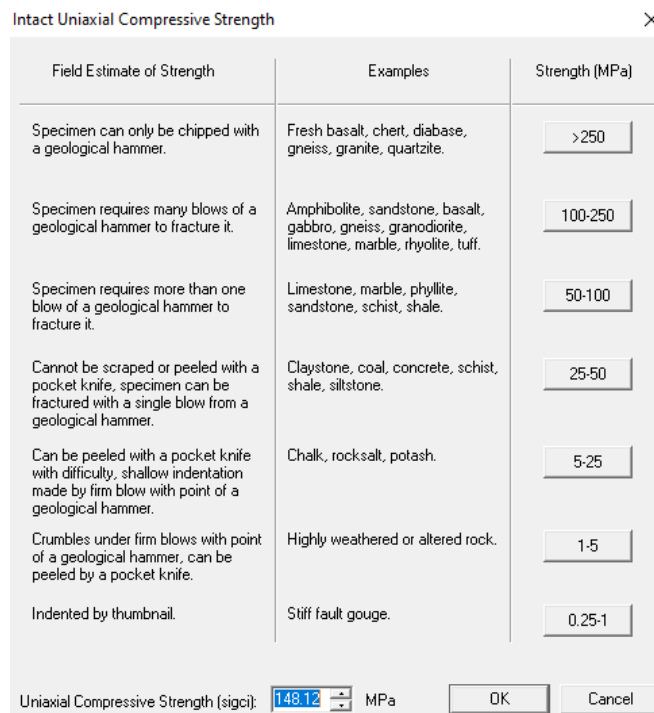 Intact Uniaxial Compressive Strength
Field Estimate of Strength
Examples
Strength (MPa)
Specimen can only be chipped with
a geological hammer.
Fresh basalt, chert, diabase,
gneiss, granite, quartzite.
>250
Specimen requires many blows of a
geological hammer to fracture it.
Amphibolite, sandstone, basalt,
gabbro, gneiss, granodiorite,
limestone, marble, rhyolite, tuff.
100-250
Specimen requires more than one
blow of a geological hammer to
fracture it.
Limestone, marble, phyllite,
sandstone, schist, shale.
50-100
Cannot be scraped or peeled with a
pocket knife, specimen can be
fractured with a single blow from a
geological hammer.
Claystone, coal, concrete, schist,
shale, siltstone.
25-50
Can be peeled with a pocket knife
with difficulty, shallow indentation
made by firm blow with point of a
geological hammer.
Chalk, rocksalt, potash.
5-25
Crumbles under firm blows with point
of a geological hammer, can be
peeled by a pocket knife.
Highly weathered or altered rock.
1-5
Indented by thumbnail.
Stiff fault gouge.
0.25-1
Uniaxial Compressive Strength (sigci): 148.12 MPa
OK
Cancel